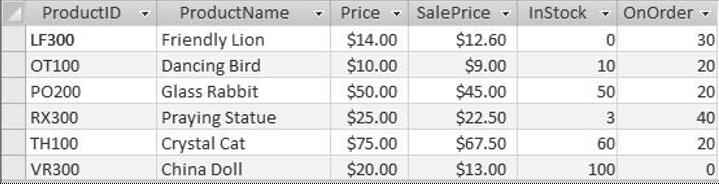 ProductID ProductName Price SalePrice InStock OnOrder
LF300 Friendly Lion $14.00 $12.60 0 30
OT100 Dancing Bird $10.00 $9.00 10 20
PO200 Glass Rabbit $50.00 $45.00 50 20
RX300 Praying Statue $25.00 $22.50 3 40
TH100 Crystal Cat $75.00 $67.50 60 20
VR300 China Doll $20.00 $13.00 100 0